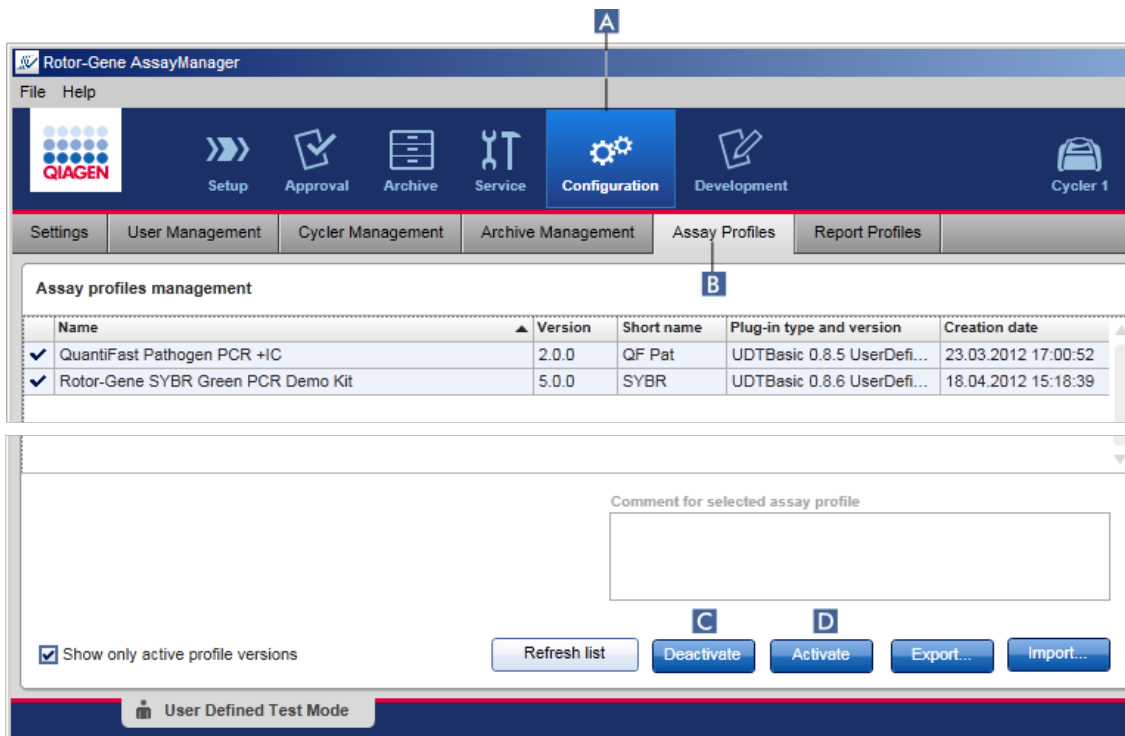 A
Rotor-Gene AssayManager
File Help
QIAGEN
Setup Approval Archive Service Configuration Development Cycler 1
Settings User Management Cycler Management Archive Management Assay Profiles Report Profiles
B
Assay profiles management
Name Version Short name Plug-in type and version Creation date
QuantiFast Pathogen PCR +IC 2.0.0 QF Pat UDTBasic 0.8.5 UserDefi... 23.03.2012 17:00:52
Rotor-Gene SYBR Green PCR Demo Kit 5.0.0 SYBR UDTBasic 0.8.6 UserDefi... 18.04.2012 15:18:39
Comment for selected assay profile
C D
Show only active profile versions Refresh list Deactivate Activate Export... Import...
User Defined Test Mode